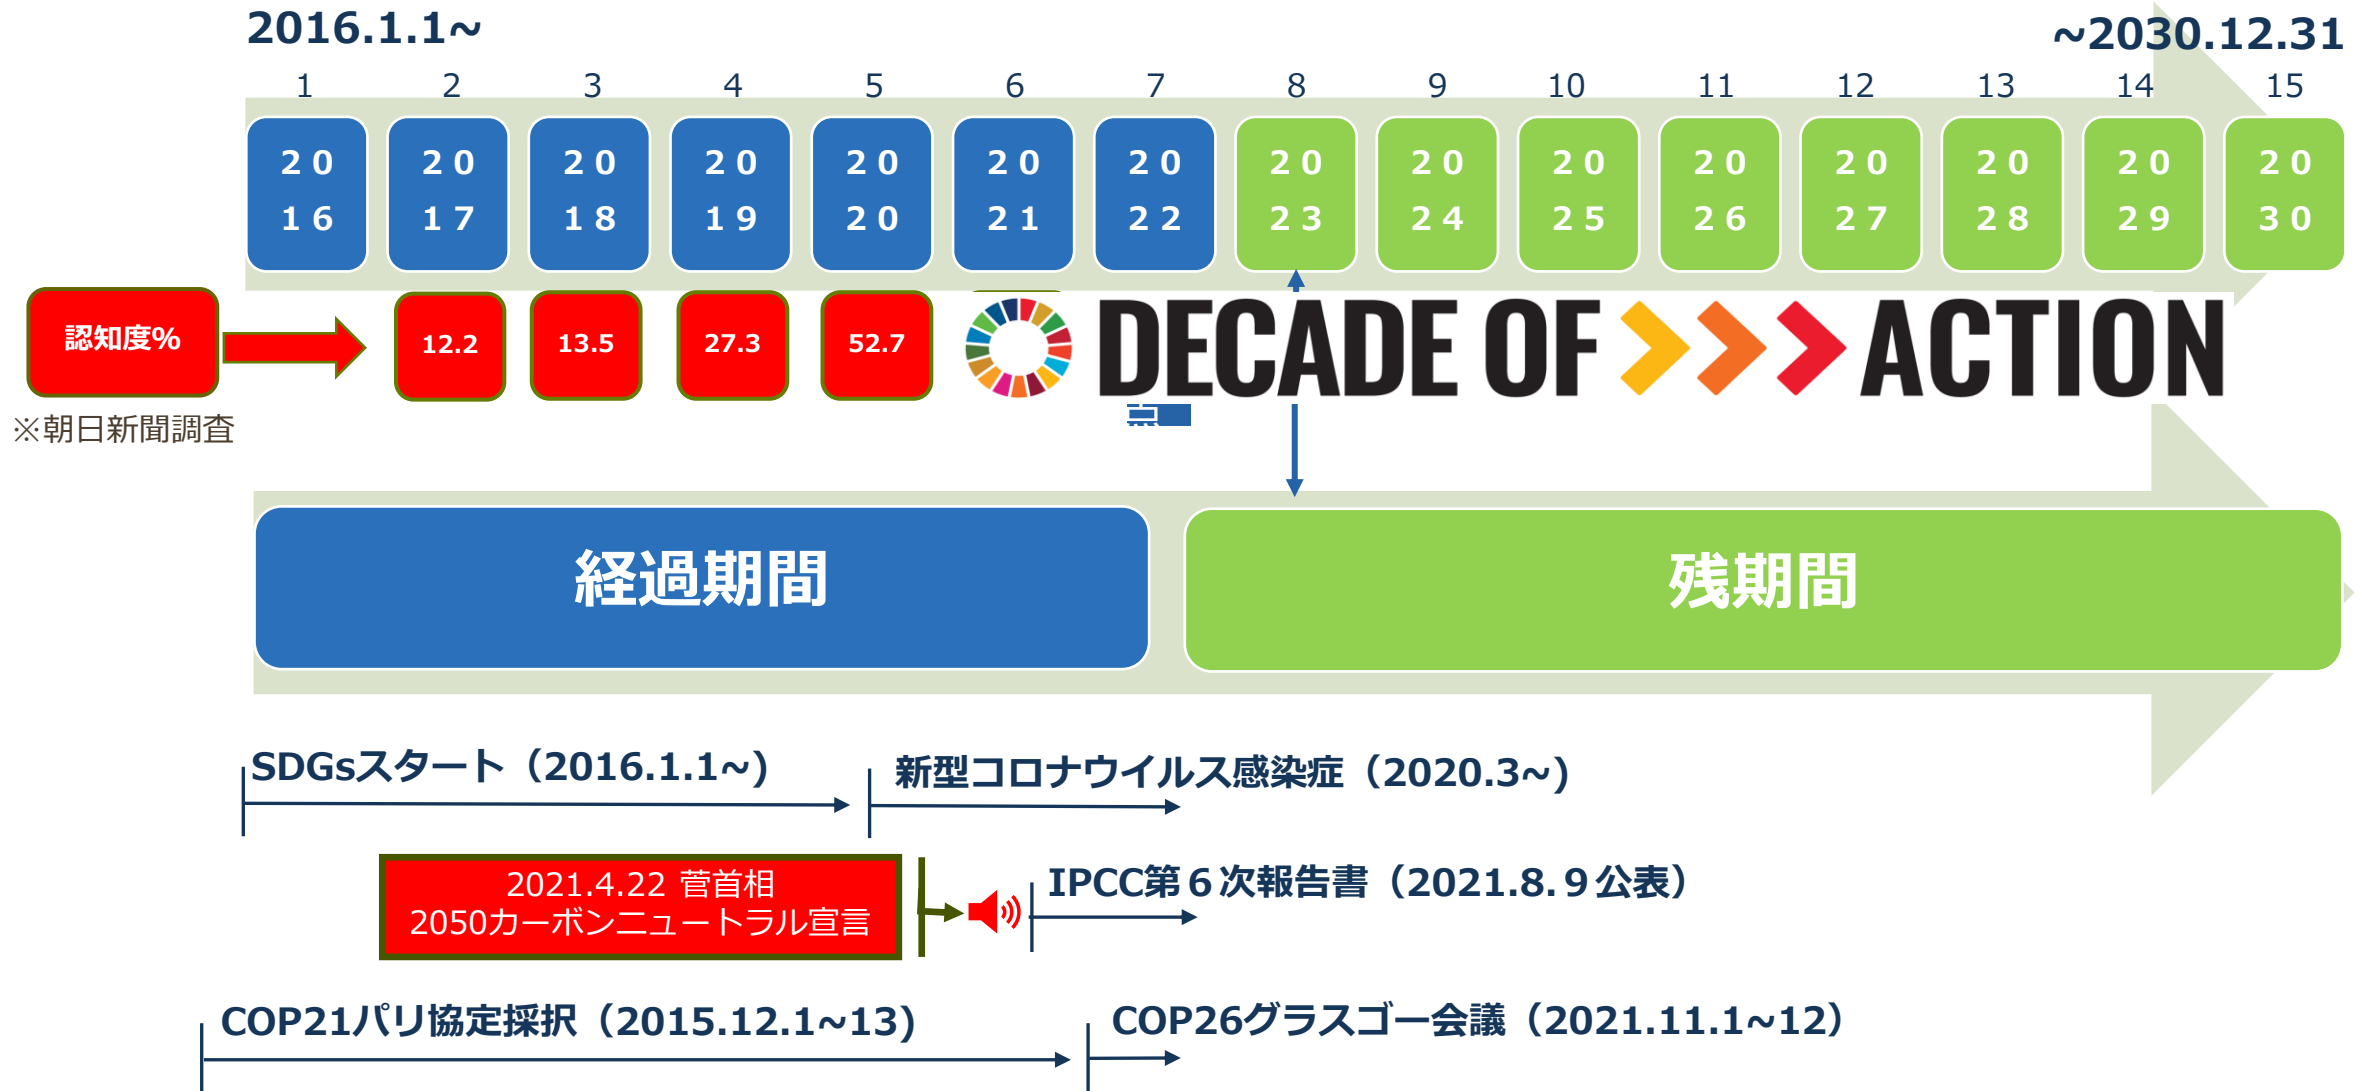 2016.1.1~
~2030.12.31
1 2 3 4 5 6 7 8 9 10 11 12 13 14 15
20 20 20 20 20 20 20 20 20 20 20 20 20 20 20
16 17 18 19 20 21 22 23 24 25 26 27 28 29 30
認知度%
12.2 13.5 27.3 52.7
DECADE OF ACTION
※朝日新聞調査
経過期間 残期間
SDGsスタート（2016.1.1~)
新型コロナウイルス感染症（2020.3~)
2021.4.22 菅首相
2050カーボンニュートラル宣言
IPCC第６次報告書（2021.8.９公表）
COP21パリ協定採択（2015.12.1~13)
COP26グラスゴー会議（2021.11.1~12）